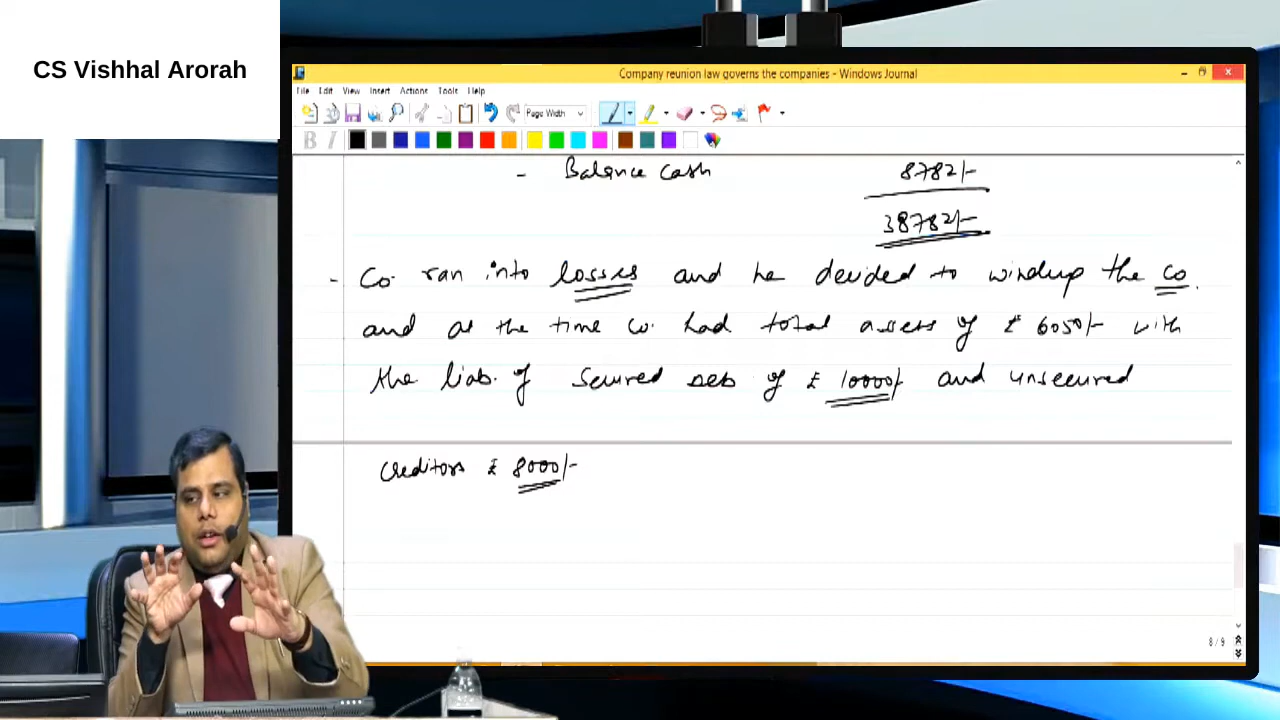 CS Vishhal Arorah
Company reunion law governs the companies - Windows Journal
File Edit View Insert Actions Tools Help
Page Width
B I
- Balance cash 8782/-
38782/-
- Co. ran into losses and he decided to windup the co.
and at the time co. had total assets of £ 6050/- with
the liab. of secured deb of £ 10000/- and unsecured
creditors £ 8000/-
8 / 9